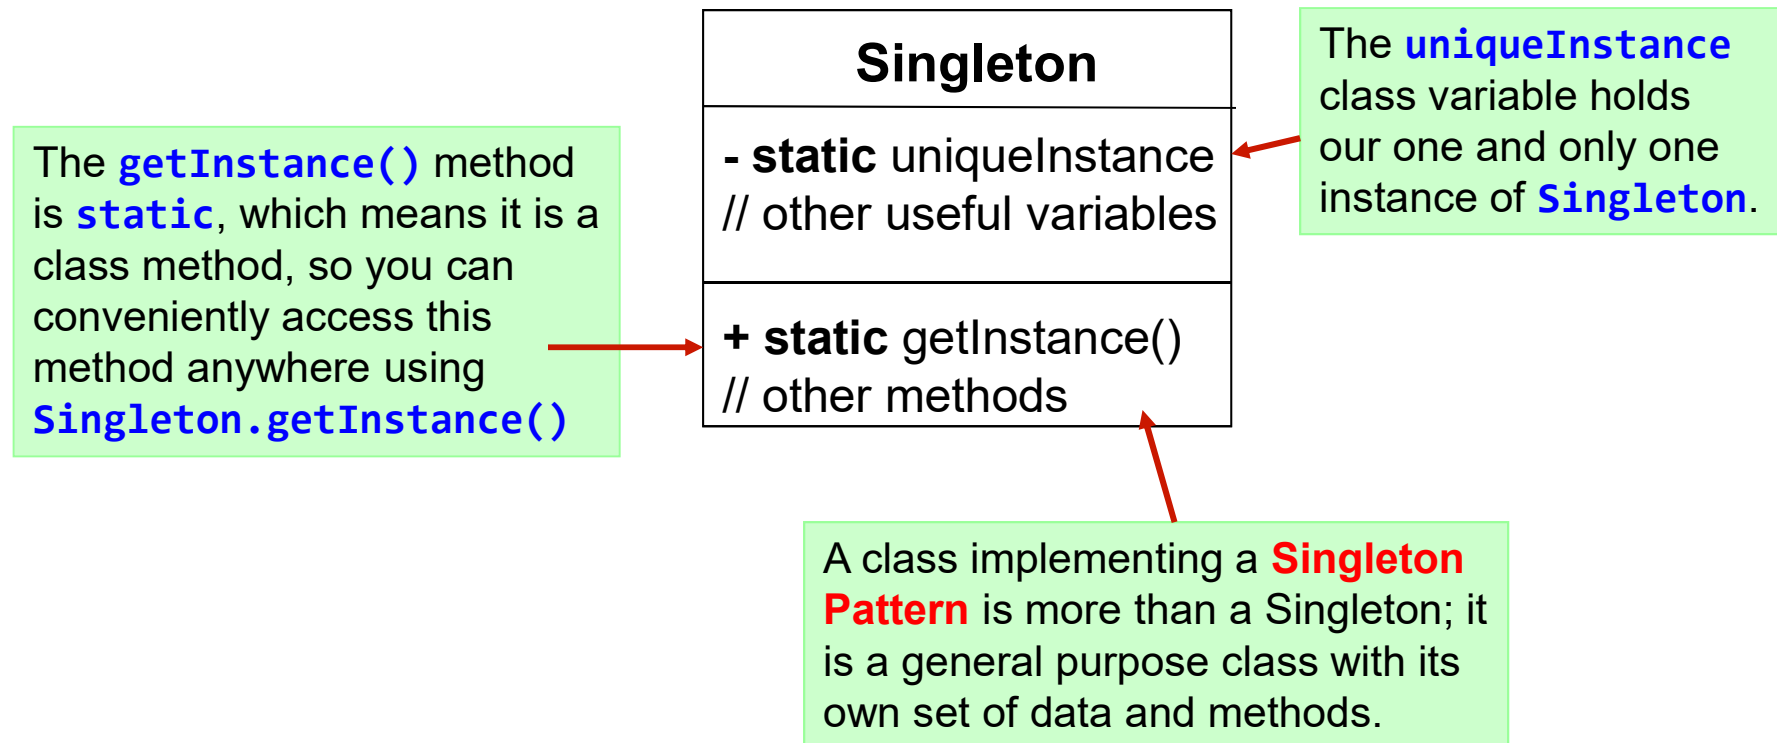 Singleton
- static uniqueInstance
// other useful variables
+ static getInstance()
// other methods
The getInstance() method
is static, which means it is a
class method, so you can
conveniently access this
method anywhere using
Singleton.getInstance()
The uniqueInstance
class variable holds
our one and only one
instance of Singleton.
A class implementing a Singleton
Pattern is more than a Singleton; it
is a general purpose class with its
own set of data and methods.